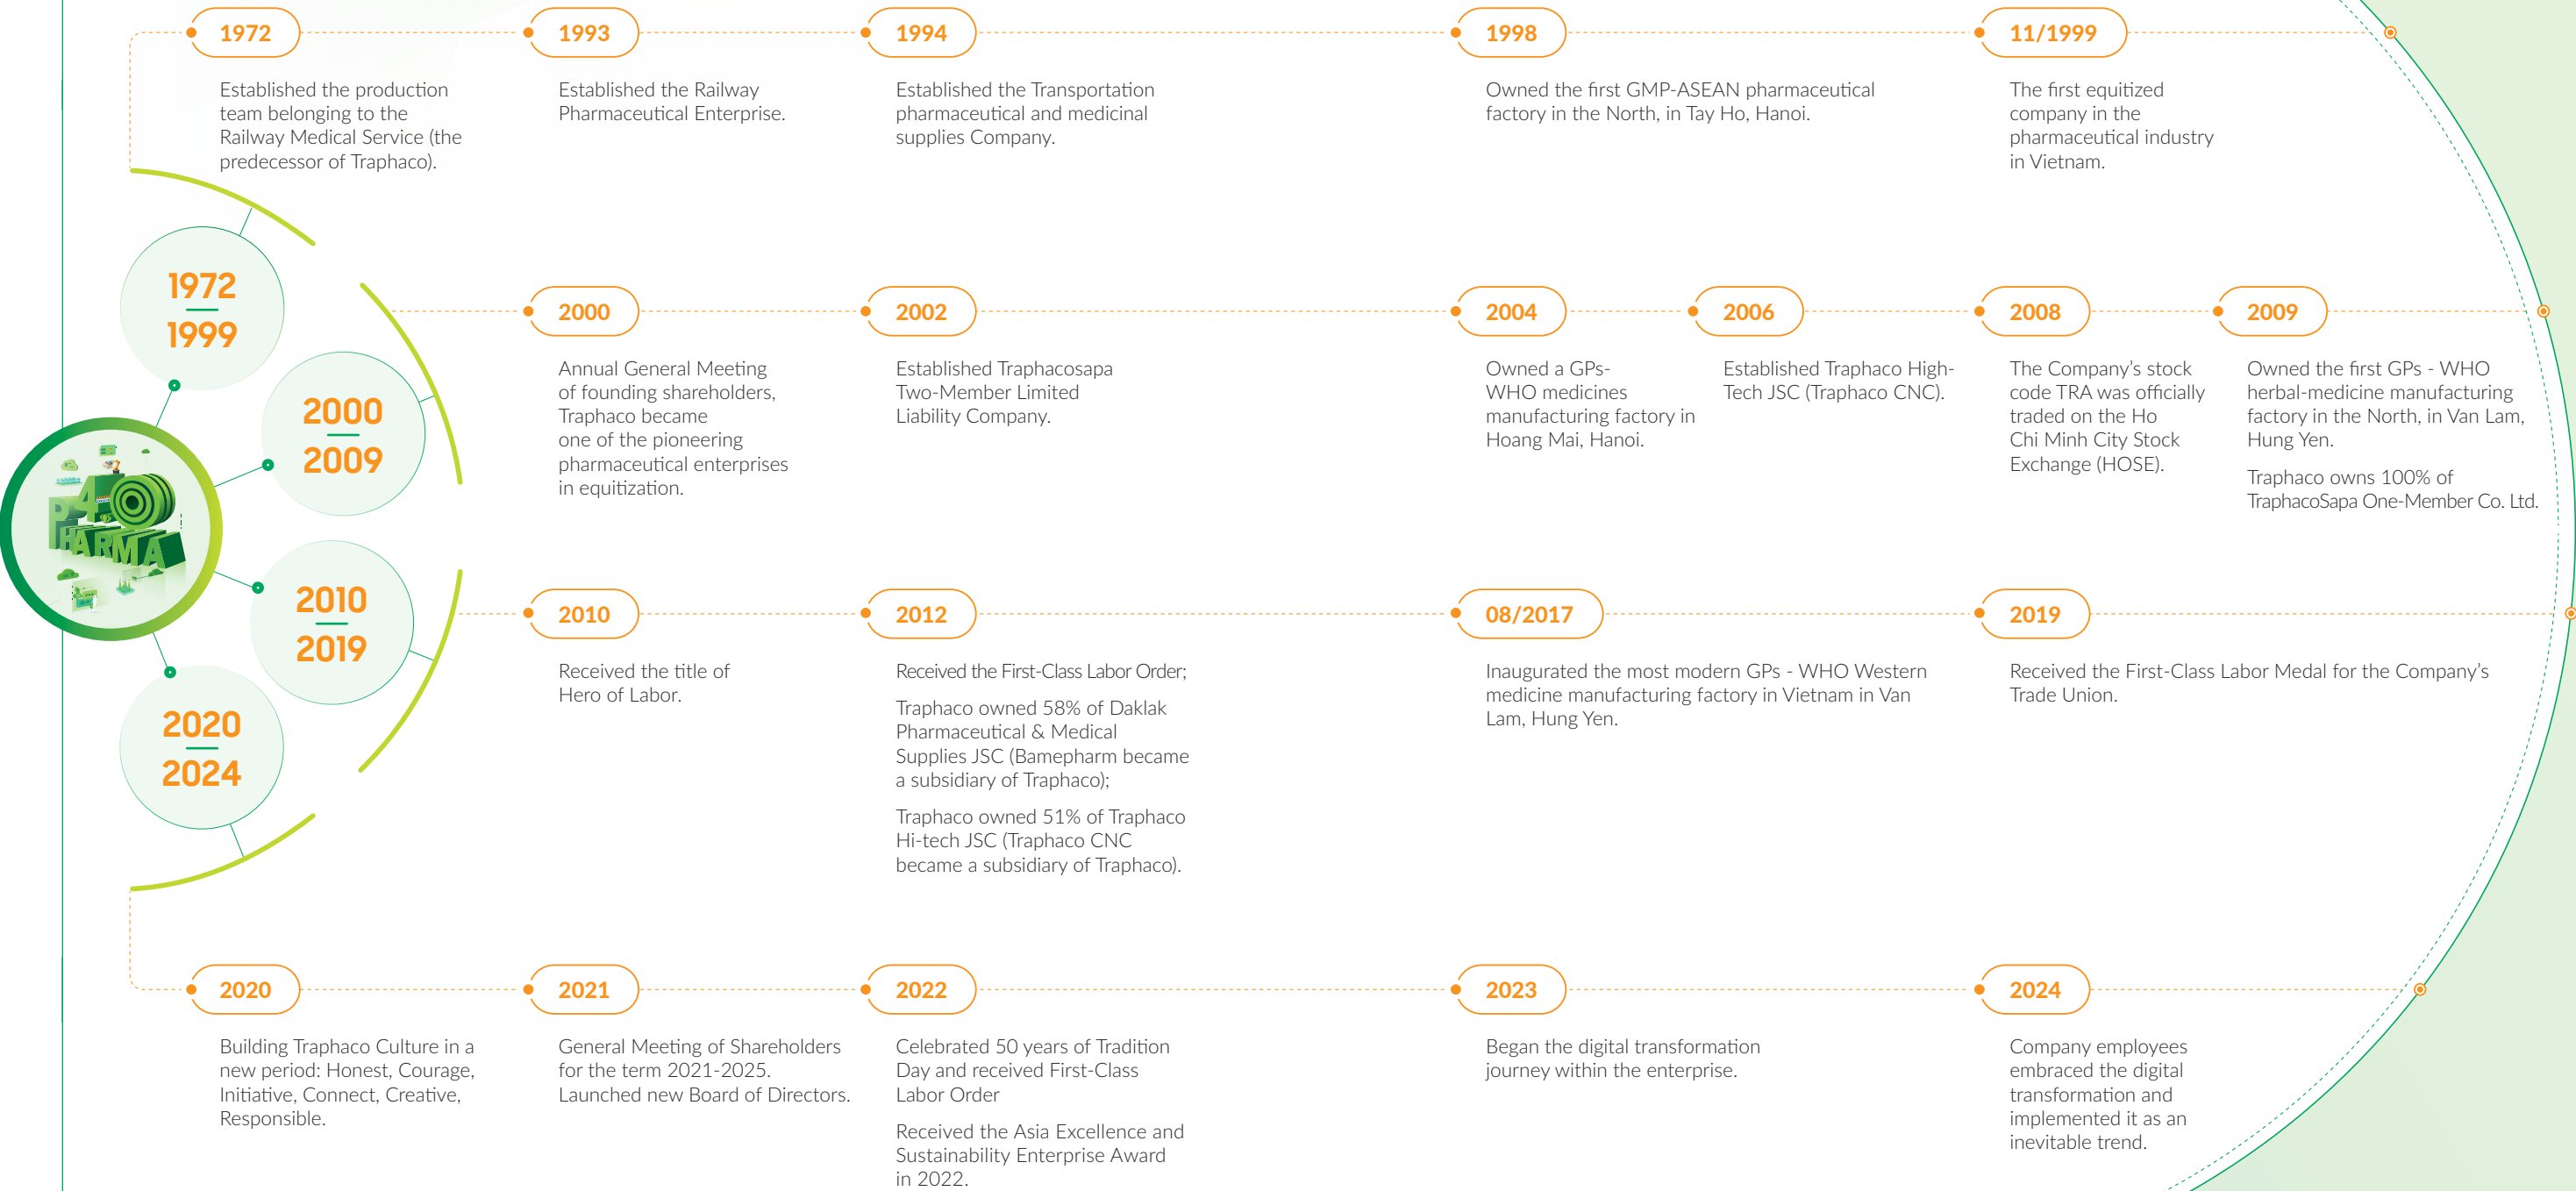 1972
Established the production
team belonging to the
Railway Medical Service (the
predecessor of Traphaco).
1993
Established the Railway
Pharmaceutical Enterprise.
1994
Established the Transportation
pharmaceutical and medicinal
supplies Company.
1998
Owned the first GMP-ASEAN pharmaceutical
factory in the North, in Tay Ho, Hanoi.
11/1999
The first equitized
company in the
pharmaceutical industry
in Vietnam.
1972
1999
2000
2009
2010
2019
2020
2024
P4.0
PHARMA
2000
Annual General Meeting
of founding shareholders,
Traphaco became
one of the pioneering
pharmaceutical enterprises
in equitization.
2002
Established Traphacosapa
Two-Member Limited
Liability Company.
2004
Owned a GPs-
WHO medicines
manufacturing factory in
Hoang Mai, Hanoi.
2006
Established Traphaco High-
Tech JSC (Traphaco CNC).
2008
The Company's stock
code TRA was officially
traded on the Ho
Chi Minh City Stock
Exchange (HOSE).
2009
Owned the first GPs - WHO
herbal-medicine manufacturing
factory in the North, in Van Lam,
Hung Yen.
Traphaco owns 100% of
TraphacoSapa One-Member Co. Ltd.
2010
Received the title of
Hero of Labor.
2012
Received the First-Class Labor Order;
Traphaco owned 58% of Daklak
Pharmaceutical & Medical
Supplies JSC (Bamepharm became
a subsidiary of Traphaco);
Traphaco owned 51% of Traphaco
Hi-tech JSC (Traphaco CNC
became a subsidiary of Traphaco).
08/2017
Inaugurated the most modern GPs - WHO Western
medicine manufacturing factory in Vietnam in Van
Lam, Hung Yen.
2019
Received the First-Class Labor Medal for the Company's
Trade Union.
2020
Building Traphaco Culture in a
new period: Honest, Courage,
Initiative, Connect, Creative,
Responsible.
2021
General Meeting of Shareholders
for the term 2021-2025.
Launched new Board of Directors.
2022
Celebrated 50 years of Tradition
Day and received First-Class
Labor Order
Received the Asia Excellence and
Sustainability Enterprise Award
in 2022.
2023
Began the digital transformation
journey within the enterprise.
2024
Company employees
embraced the digital
transformation and
implemented it as an
inevitable trend.